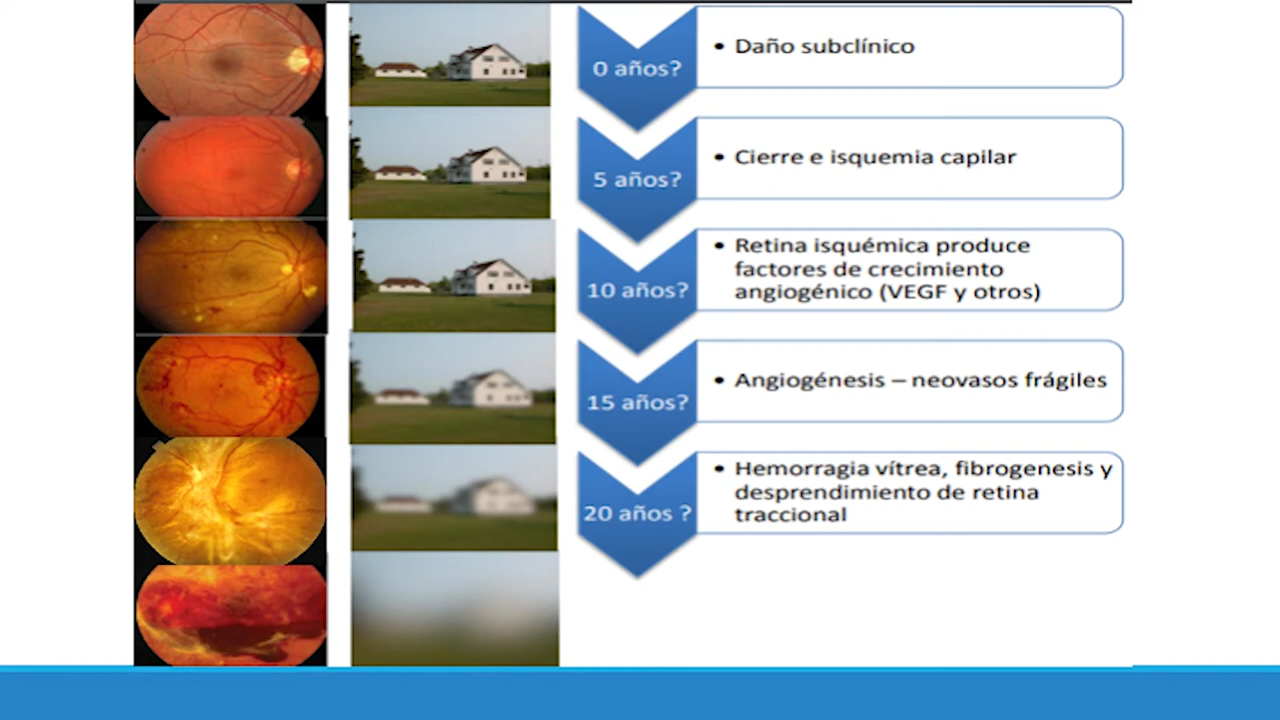 0 años?
• Daño subclínico
5 años?
• Cierre e isquemia capilar
10 años?
• Retina isquémica produce
factores de crecimiento
angiogénico (VEGF y otros)
15 años?
• Angiogénesis – neovasos frágiles
20 años ?
• Hemorragia vítrea, fibrogenesis y
desprendimiento de retina
traccional